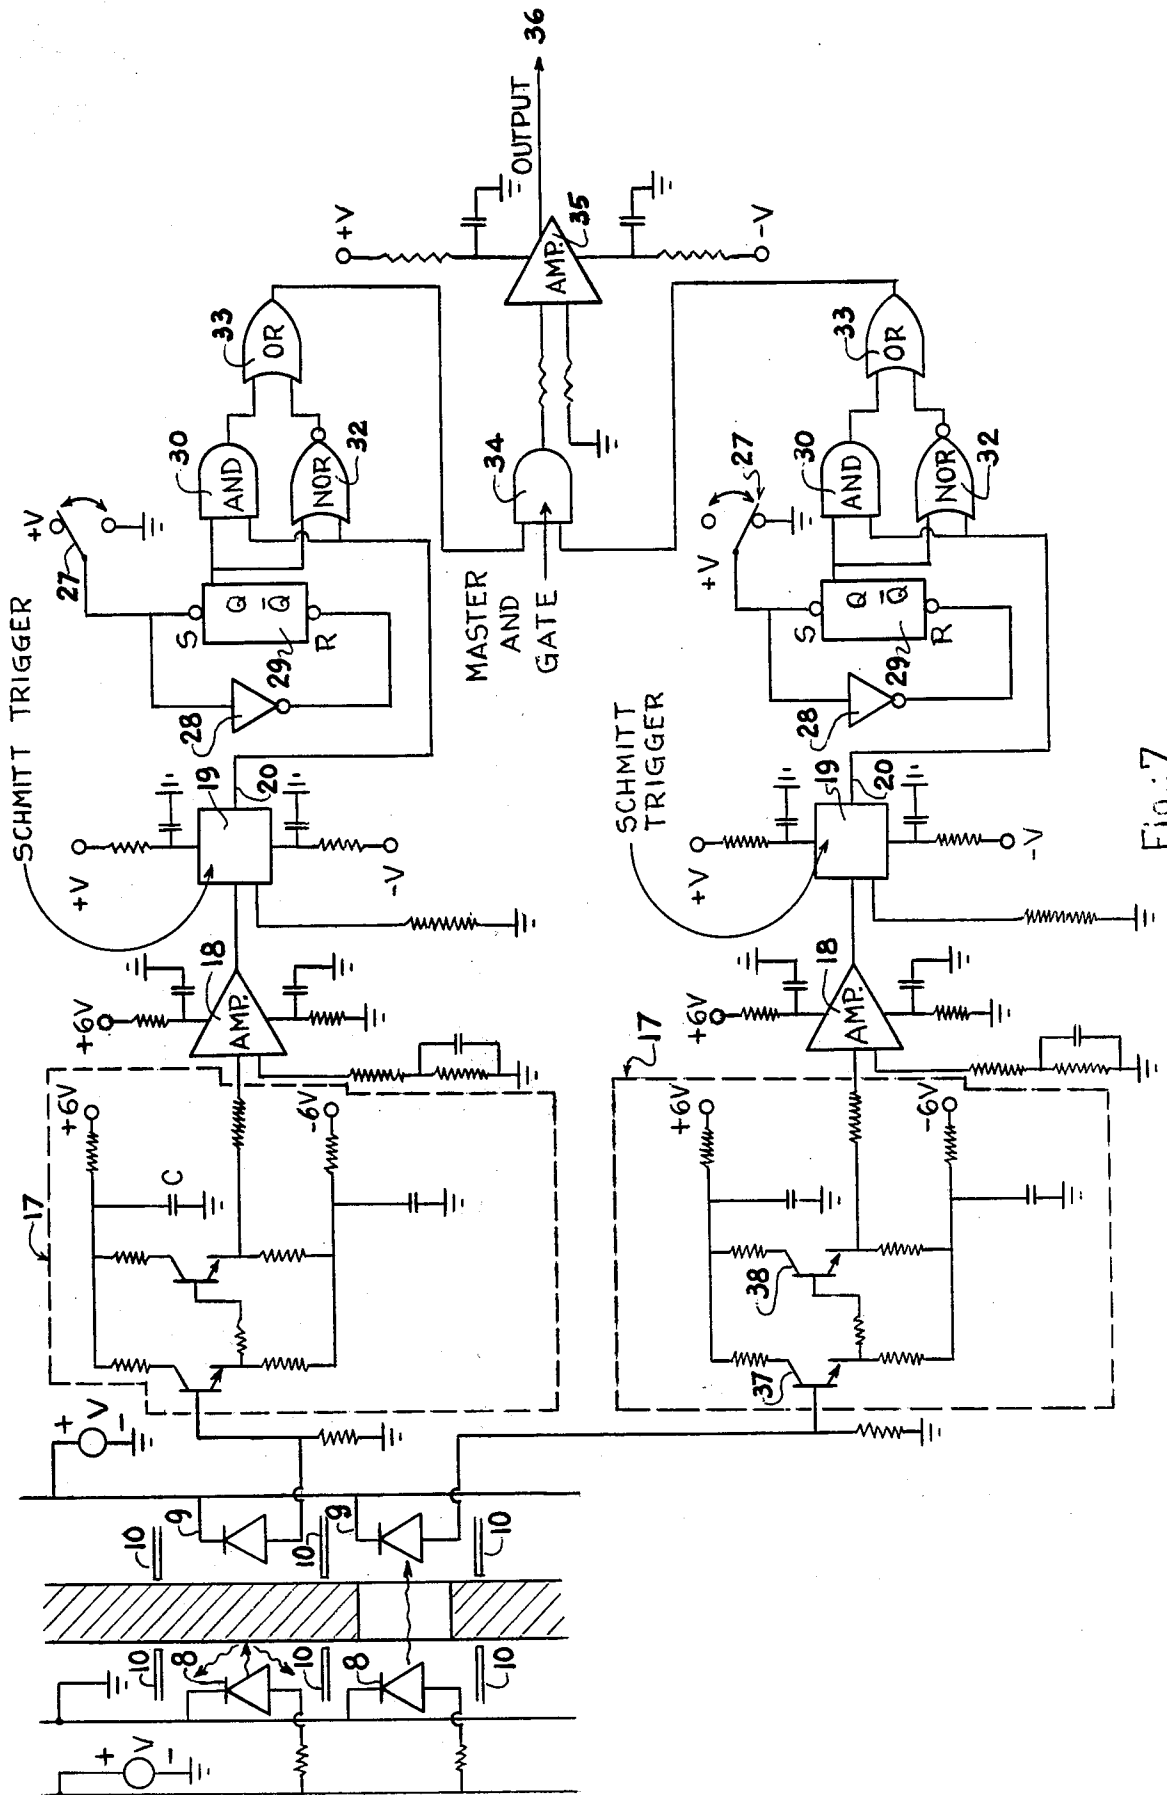 SCHMITT TRIGGER
+V
-V
19
20
18
AMP.
+6V
17
+6V
-6V
C
+
V
-
9
9
10
10
10
8
8
10
10
10
+
V
-
27
+V
S
Q
Q̅
R
29
28
30
AND
NOR
32
33
OR
MASTER
AND
GATE
34
AMP.
35
+V
-V
OUTPUT
36
SCHMITT
TRIGGER
+V
-V
19
20
18
AMP.
+6V
17
+6V
-6V
37
38
27
+V
S
Q
Q̅
R
29
28
30
AND
NOR
32
33
OR
Fig. 7